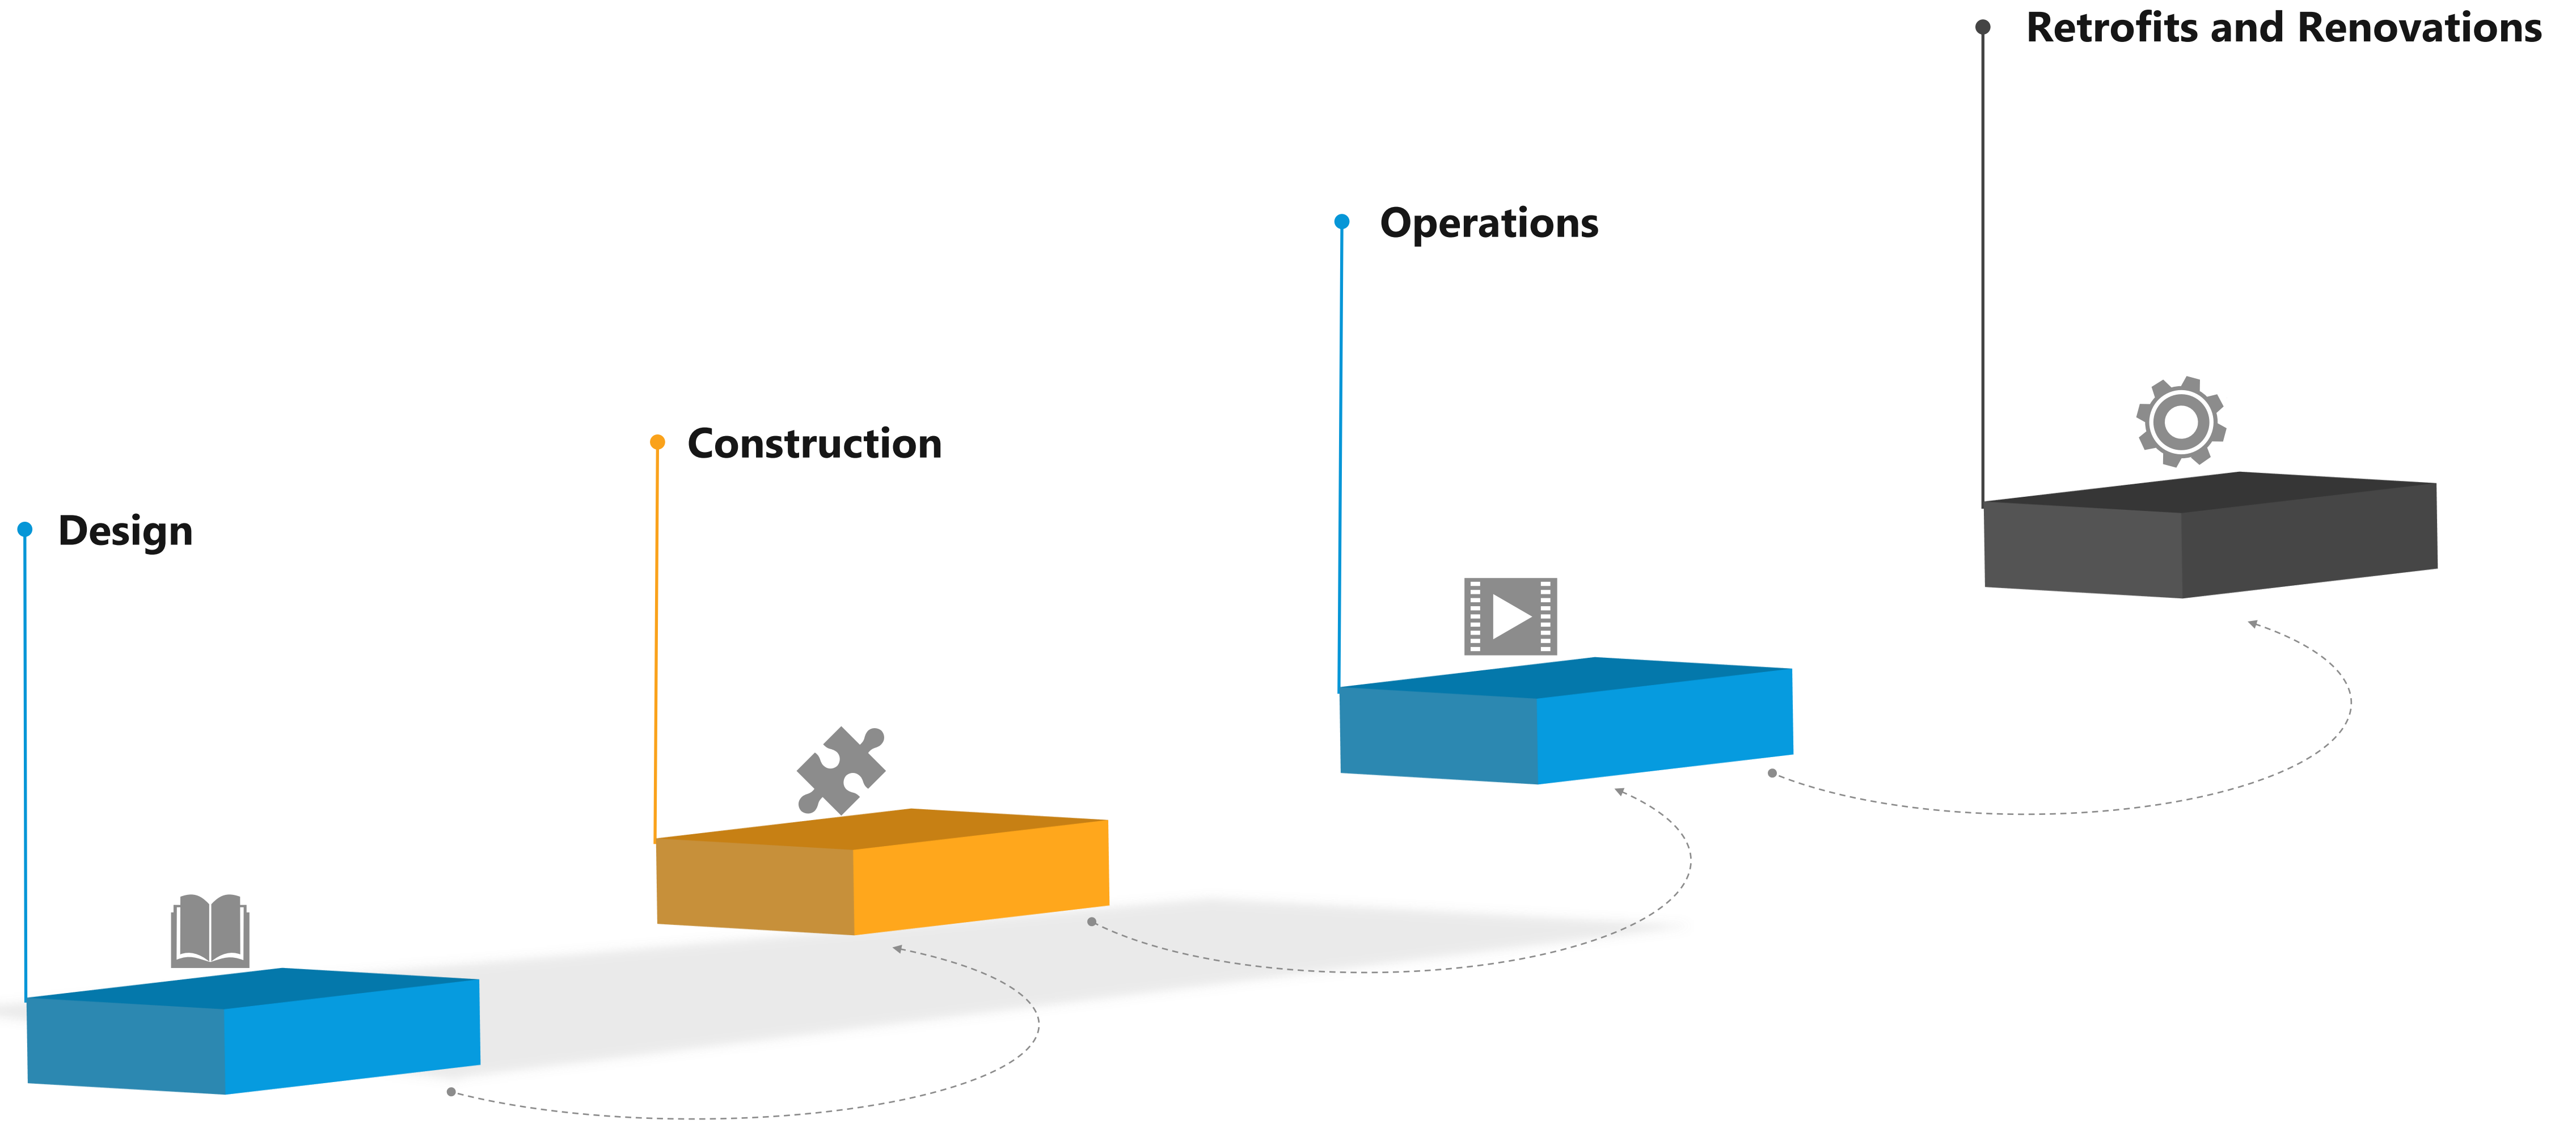 Design
Construction
Operations
Retrofits and Renovations